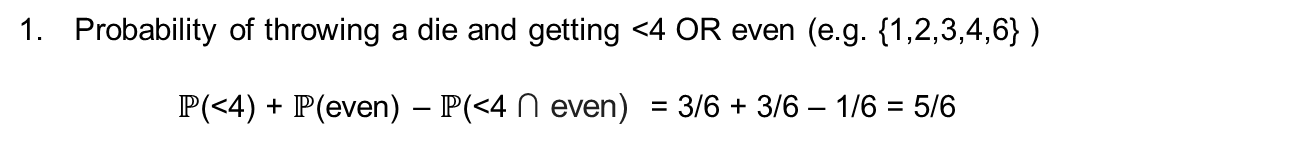 1. Probability of throwing a die and getting <4 OR even (e.g. {1,2,3,4,6} )
ℙ(<4) + ℙ(even) – ℙ(<4 ∩ even) = 3/6 + 3/6 – 1/6 = 5/6